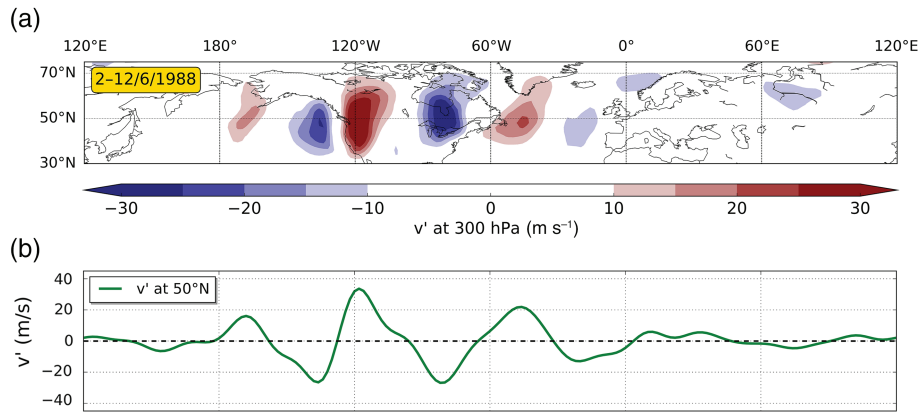 (a)
120°E 180° 120°W 60°W 0° 60°E 120°E
70°N
2–12/6/1988
50°N
30°N
−30 −20 −10 0 10 20 30
v' at 300 hPa (m s⁻¹)
(b)
40
v' at 50°N
20
0
−20
−40
v' (m/s)